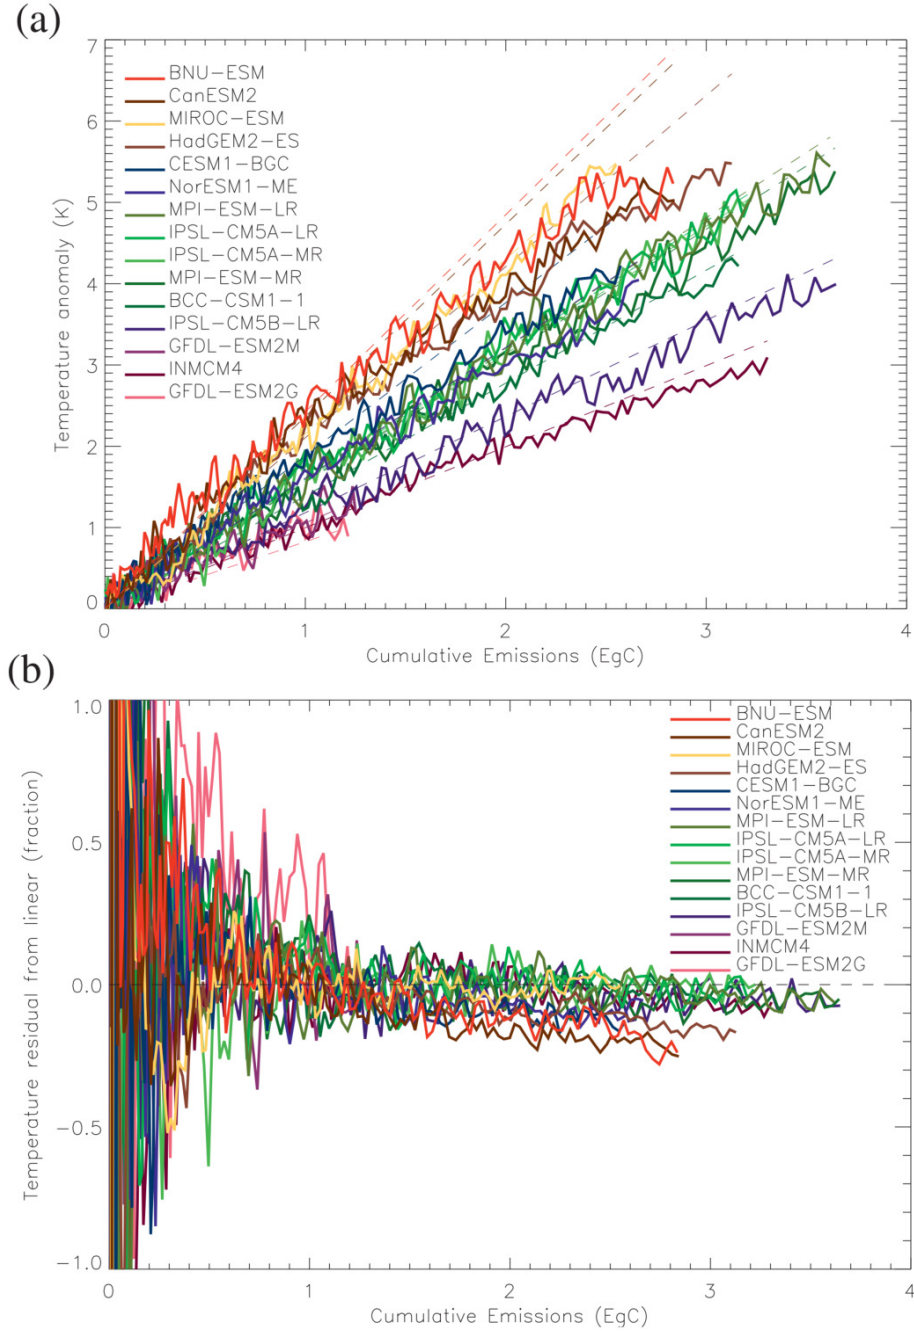 (a)
7
6
5
4
3
2
1
0
Temperature anomaly (K)
BNU-ESM
CanESM2
MIROC-ESM
HadGEM2-ES
CESM1-BGC
NorESM1-ME
MPI-ESM-LR
IPSL-CM5A-LR
IPSL-CM5A-MR
MPI-ESM-MR
BCC-CSM1-1
IPSL-CM5B-LR
GFDL-ESM2M
INMCM4
GFDL-ESM2G
0 1 2 3 4
Cumulative Emissions (EgC)
(b)
1.0
0.5
0.0
-0.5
-1.0
Temperature residual from linear (fraction)
BNU-ESM
CanESM2
MIROC-ESM
HadGEM2-ES
CESM1-BGC
NorESM1-ME
MPI-ESM-LR
IPSL-CM5A-LR
IPSL-CM5A-MR
MPI-ESM-MR
BCC-CSM1-1
IPSL-CM5B-LR
GFDL-ESM2M
INMCM4
GFDL-ESM2G
0 1 2 3 4
Cumulative Emissions (EgC)